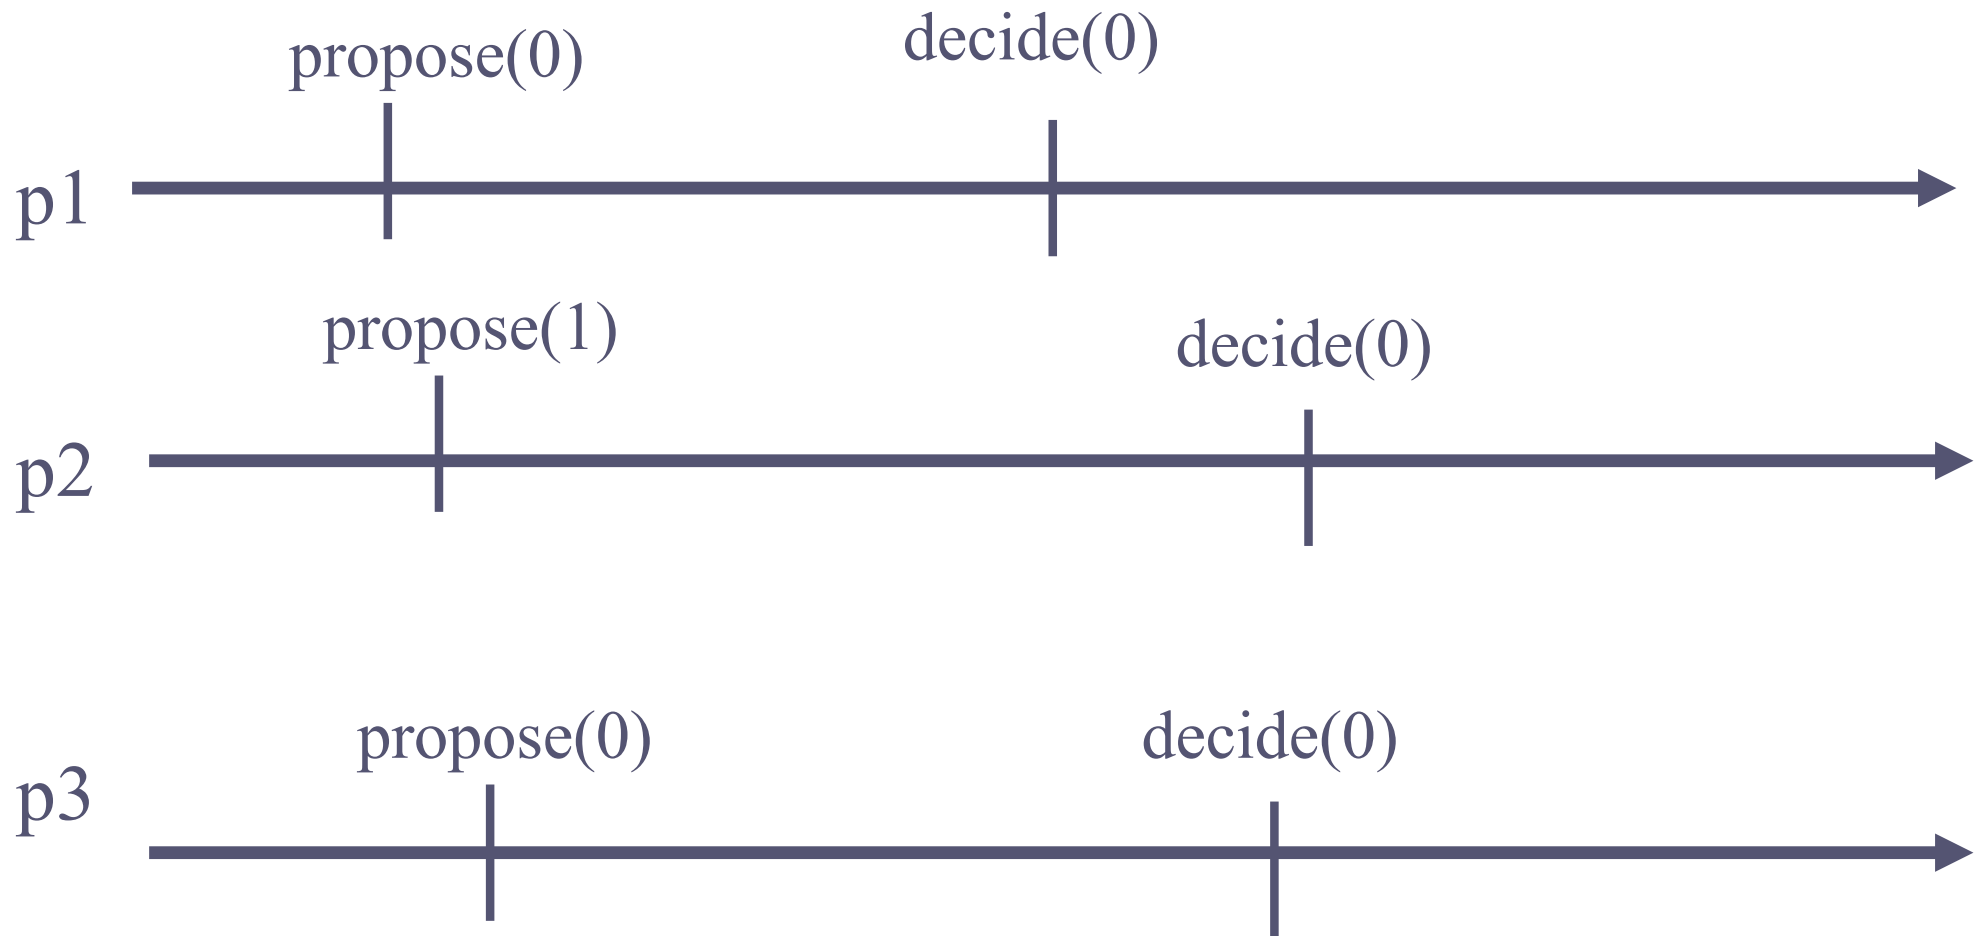 propose(0)
decide(0)
p1
propose(1)
decide(0)
p2
propose(0)
decide(0)
p3